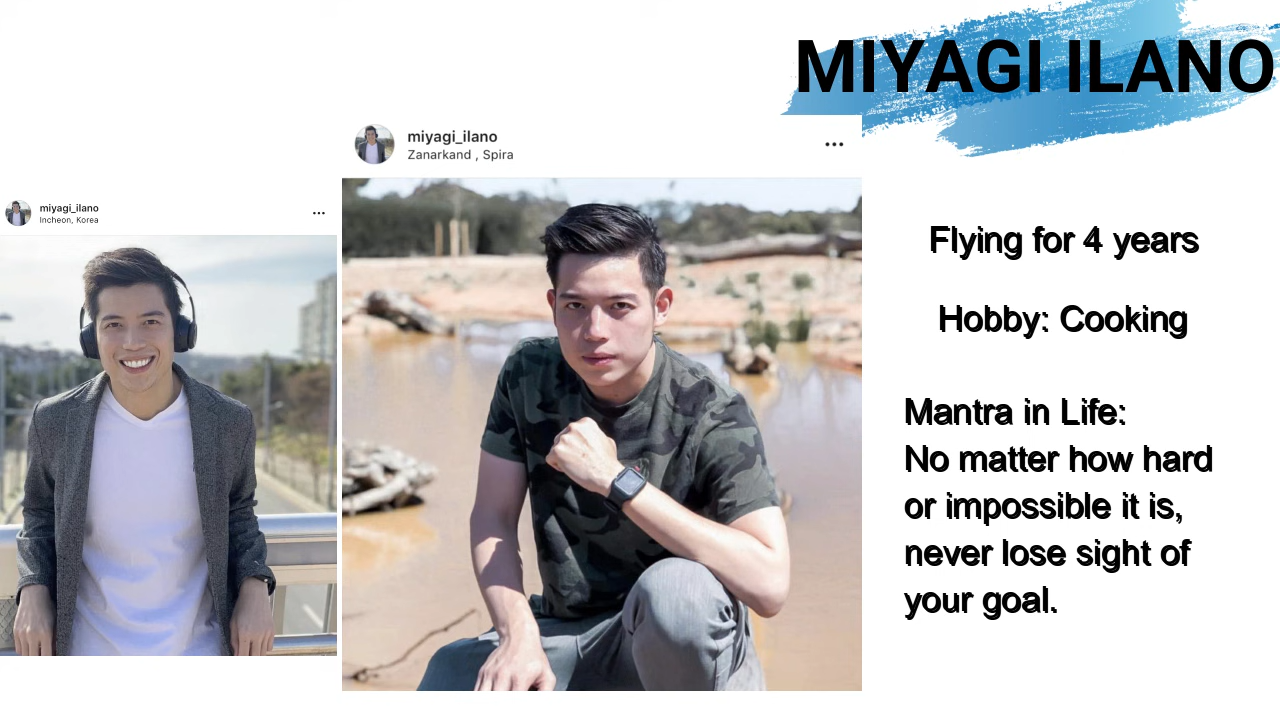 MIYAGI ILANO
miyagi_ilano
Incheon, Korea
miyagi_ilano
Zanarkand , Spira
Flying for 4 years
Hobby: Cooking
Mantra in Life:
No matter how hard
or impossible it is,
never lose sight of
your goal.